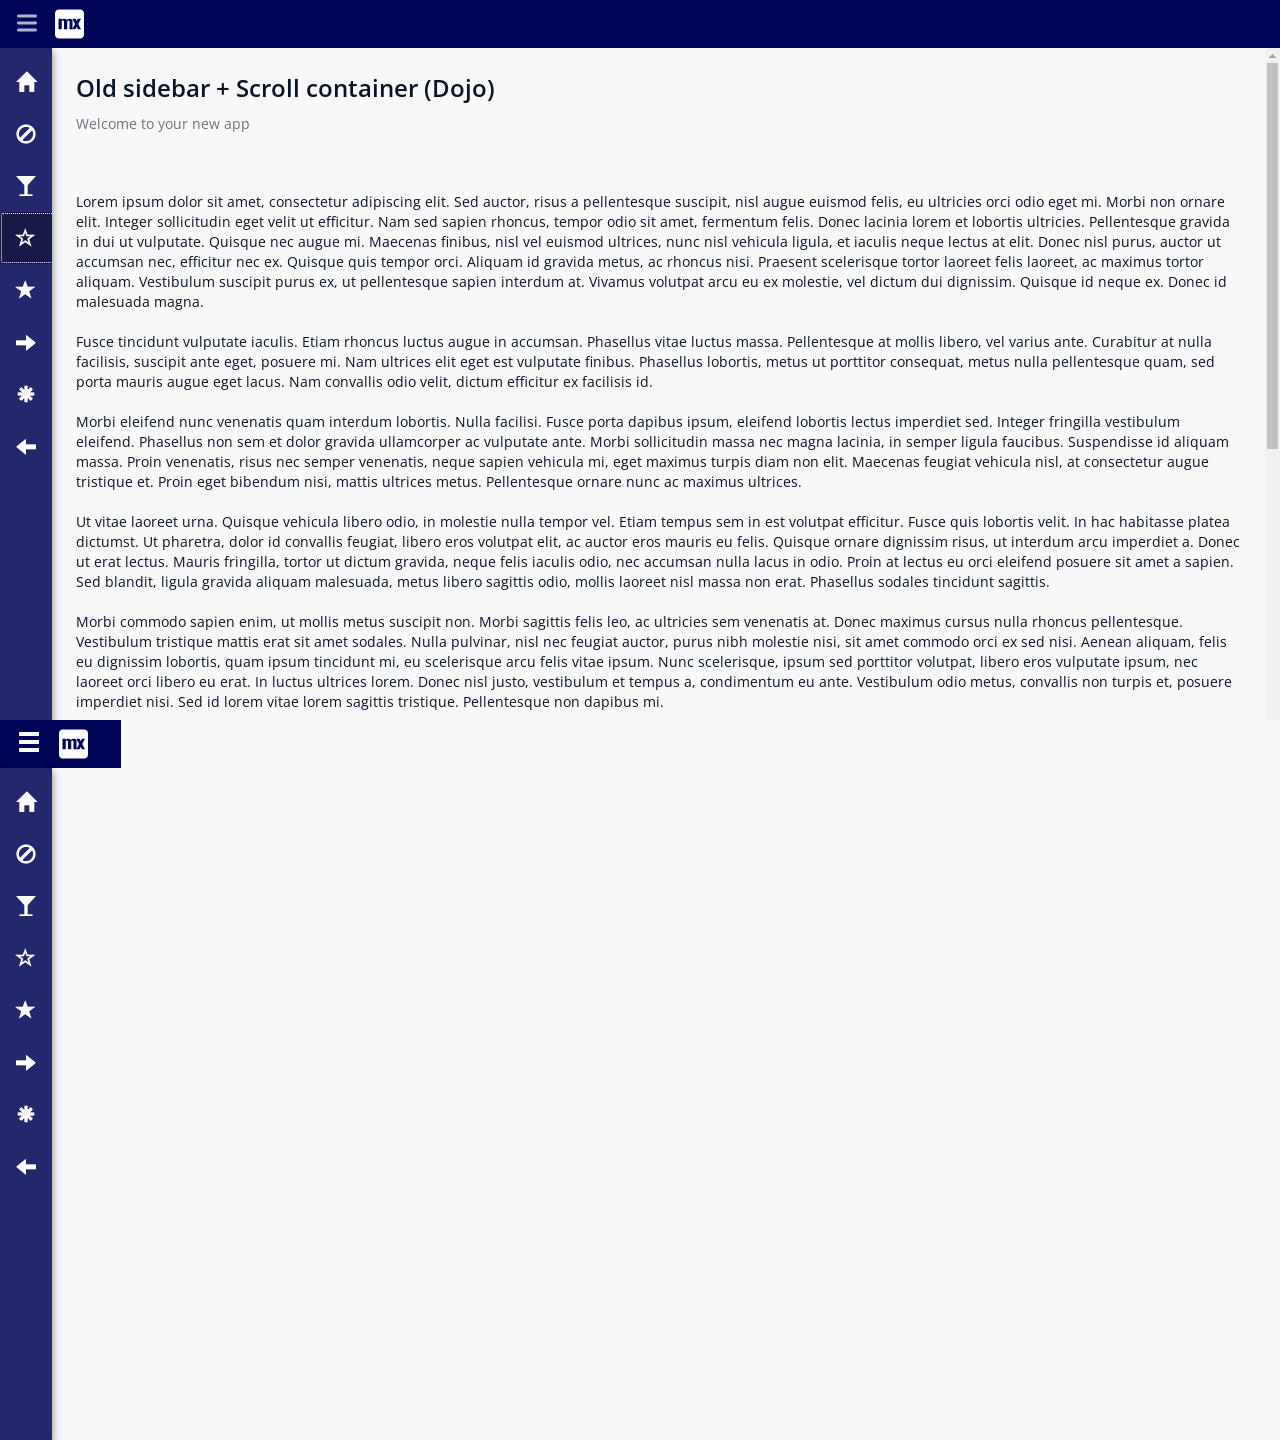 mx
Old sidebar + Scroll container (Dojo)
Welcome to your new app
Lorem ipsum dolor sit amet, consectetur adipiscing elit. Sed auctor, risus a pellentesque suscipit, nisl augue euismod felis, eu ultricies orci odio eget mi. Morbi non ornare
elit. Integer sollicitudin eget velit ut efficitur. Nam sed sapien rhoncus, tempor odio sit amet, fermentum felis. Donec lacinia lorem et lobortis ultricies. Pellentesque gravida
in dui ut vulputate. Quisque nec augue mi. Maecenas finibus, nisl vel euismod ultrices, nunc nisl vehicula ligula, et iaculis neque lectus at elit. Donec nisl purus, auctor ut
accumsan nec, efficitur nec ex. Quisque quis tempor orci. Aliquam id gravida metus, ac rhoncus nisi. Praesent scelerisque tortor laoreet felis laoreet, ac maximus tortor
aliquam. Vestibulum suscipit purus ex, ut pellentesque sapien interdum at. Vivamus volutpat arcu eu ex molestie, vel dictum dui dignissim. Quisque id neque ex. Donec id
malesuada magna.
Fusce tincidunt vulputate iaculis. Etiam rhoncus luctus augue in accumsan. Phasellus vitae luctus massa. Pellentesque at mollis libero, vel varius ante. Curabitur at nulla
facilisis, suscipit ante eget, posuere mi. Nam ultrices elit eget est vulputate finibus. Phasellus lobortis, metus ut porttitor consequat, metus nulla pellentesque quam, sed
porta mauris augue eget lacus. Nam convallis odio velit, dictum efficitur ex facilisis id.
Morbi eleifend nunc venenatis quam interdum lobortis. Nulla facilisi. Fusce porta dapibus ipsum, eleifend lobortis lectus imperdiet sed. Integer fringilla vestibulum
eleifend. Phasellus non sem et dolor gravida ullamcorper ac vulputate ante. Morbi sollicitudin massa nec magna lacinia, in semper ligula faucibus. Suspendisse id aliquam
massa. Proin venenatis, risus nec semper venenatis, neque sapien vehicula mi, eget maximus turpis diam non elit. Maecenas feugiat vehicula nisl, at consectetur augue
tristique et. Proin eget bibendum nisi, mattis ultrices metus. Pellentesque ornare nunc ac maximus ultrices.
Ut vitae laoreet urna. Quisque vehicula libero odio, in molestie nulla tempor vel. Etiam tempus sem in est volutpat efficitur. Fusce quis lobortis velit. In hac habitasse platea
dictumst. Ut pharetra, dolor id convallis feugiat, libero eros volutpat elit, ac auctor eros mauris eu felis. Quisque ornare dignissim risus, ut interdum arcu imperdiet a. Donec
ut erat lectus. Mauris fringilla, tortor ut dictum gravida, neque felis iaculis odio, nec accumsan nulla lacus in odio. Proin at lectus eu orci eleifend posuere sit amet a sapien.
Sed blandit, ligula gravida aliquam malesuada, metus libero sagittis odio, mollis laoreet nisl massa non erat. Phasellus sodales tincidunt sagittis.
Morbi commodo sapien enim, ut mollis metus suscipit non. Morbi sagittis felis leo, ac ultricies sem venenatis at. Donec maximus cursus nulla rhoncus pellentesque.
Vestibulum tristique mattis erat sit amet sodales. Nulla pulvinar, nisl nec feugiat auctor, purus nibh molestie nisi, sit amet commodo orci ex sed nisi. Aenean aliquam, felis
eu dignissim lobortis, quam ipsum tincidunt mi, eu scelerisque arcu felis vitae ipsum. Nunc scelerisque, ipsum sed porttitor volutpat, libero eros vulputate ipsum, nec
laoreet orci libero eu erat. In luctus ultrices lorem. Donec nisl justo, vestibulum et tempus a, condimentum eu ante. Vestibulum odio metus, convallis non turpis et, posuere
imperdiet nisi. Sed id lorem vitae lorem sagittis tristique. Pellentesque non dapibus mi.
mx